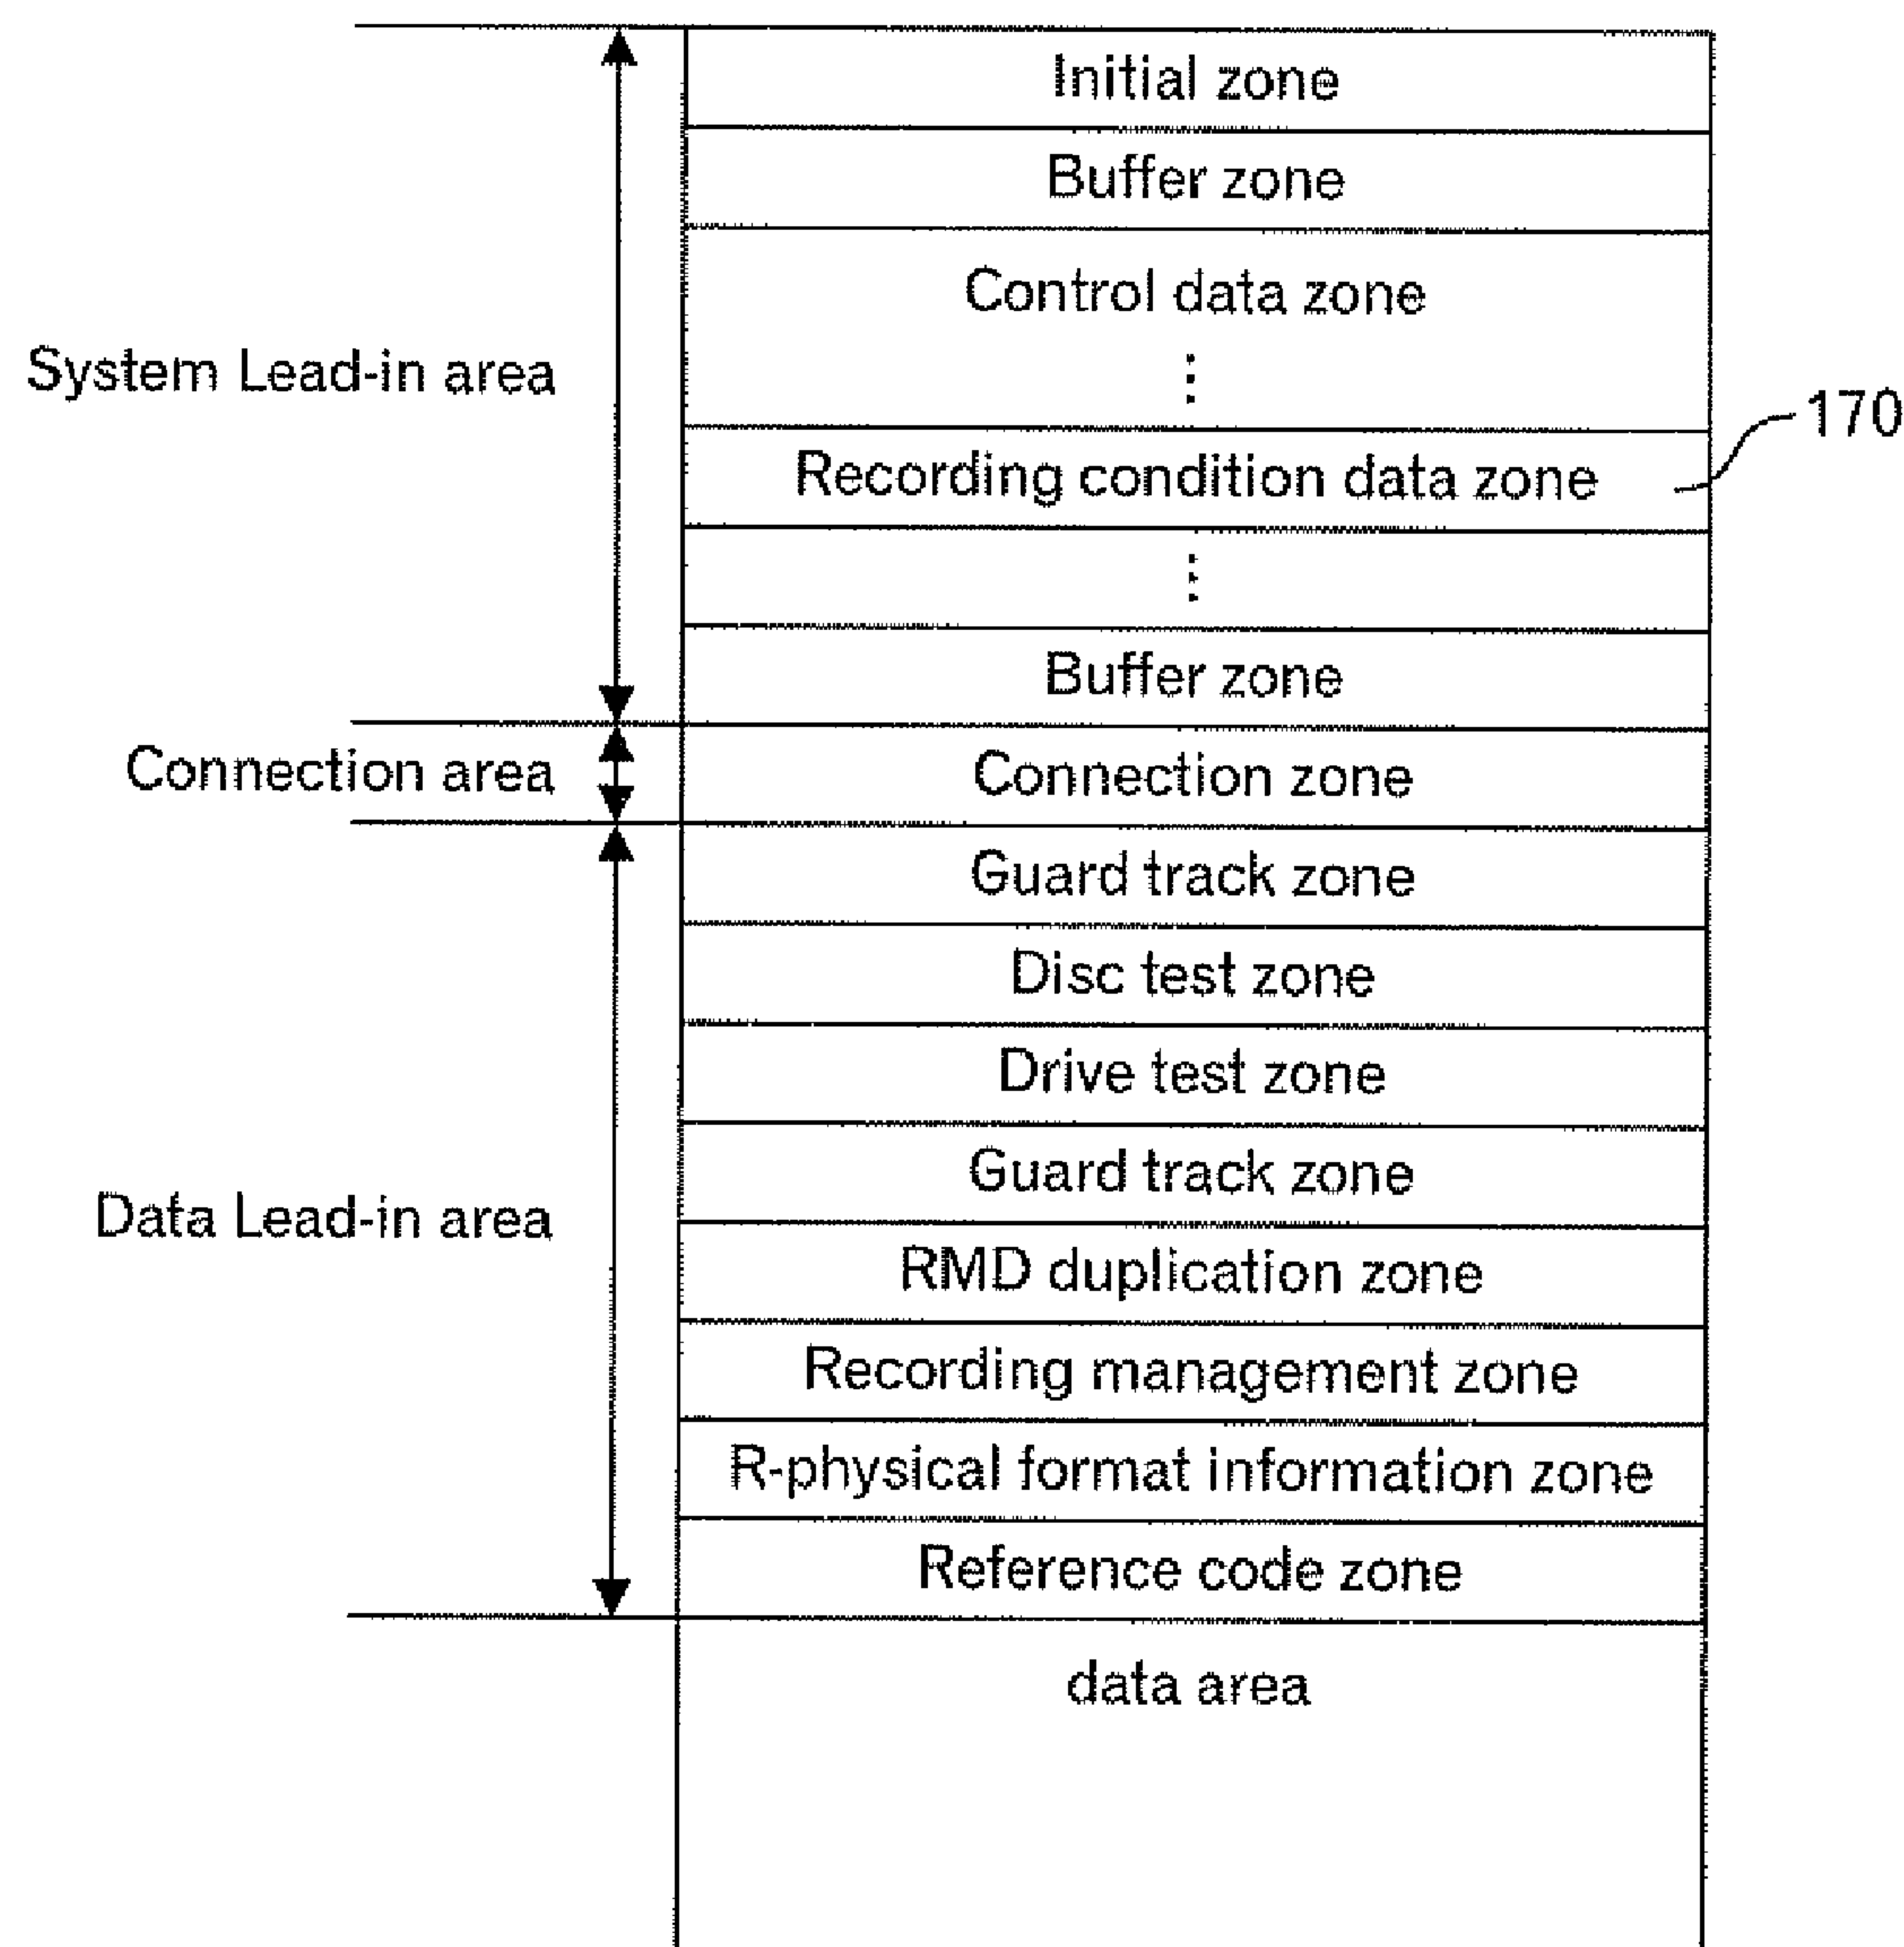 Initial zone
Buffer zone
Control data zone
System Lead-in area
170
Recording condition data zone
Buffer zone
Connection area
Connection zone
Guard track zone
Disc test zone
Drive test zone
Guard track zone
Data Lead-in area
RMD duplication zone
Recording management zone
R-physical format information zone
Reference code zone
data area